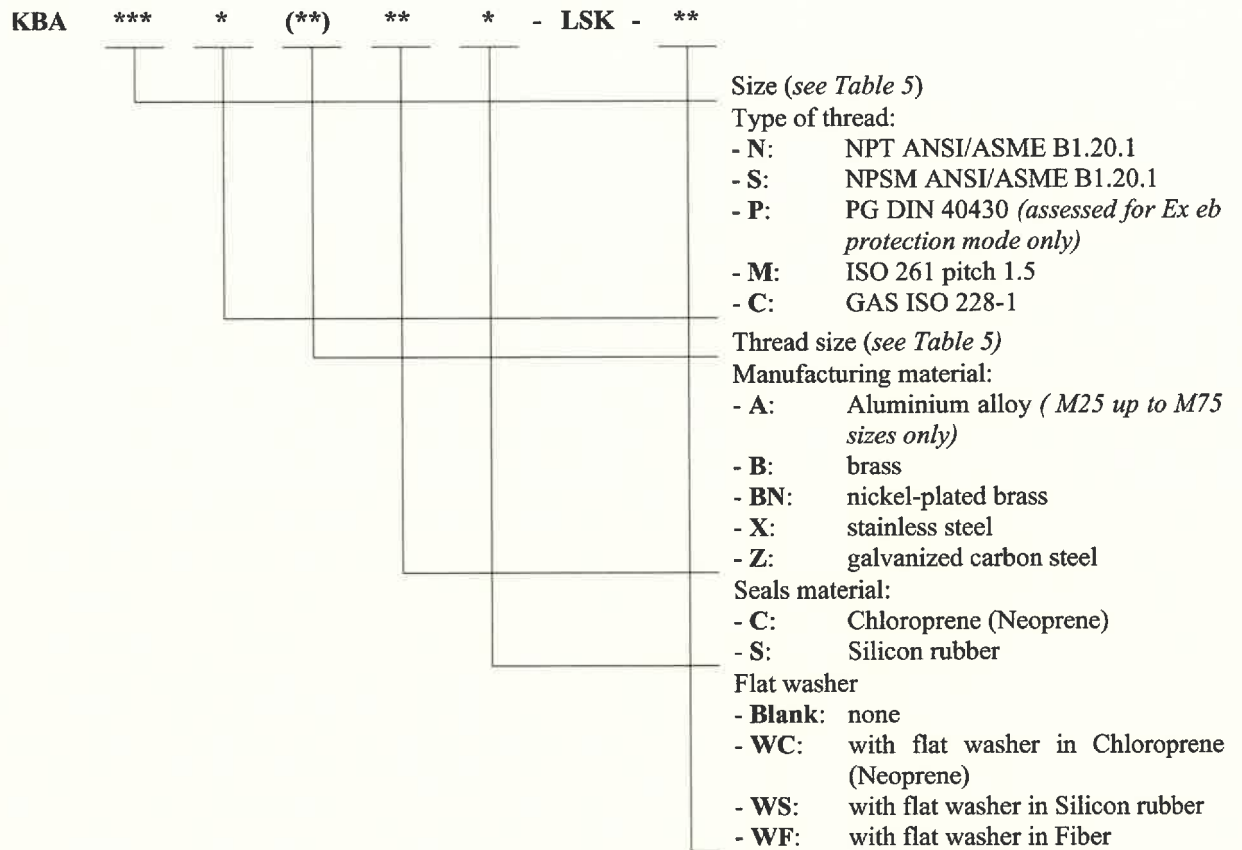 KBA *** * (**) ** * - LSK - **
Size (see Table 5)
Type of thread:
- N: NPT ANSI/ASME B1.20.1
- S: NPSM ANSI/ASME B1.20.1
- P: PG DIN 40430 (assessed for Ex eb
protection mode only)
- M: ISO 261 pitch 1.5
- C: GAS ISO 228-1
Thread size (see Table 5)
Manufacturing material:
- A: Aluminium alloy ( M25 up to M75
sizes only)
- B: brass
- BN: nickel-plated brass
- X: stainless steel
- Z: galvanized carbon steel
Seals material:
- C: Chloroprene (Neoprene)
- S: Silicon rubber
Flat washer
- Blank: none
- WC: with flat washer in Chloroprene
(Neoprene)
- WS: with flat washer in Silicon rubber
- WF: with flat washer in Fiber